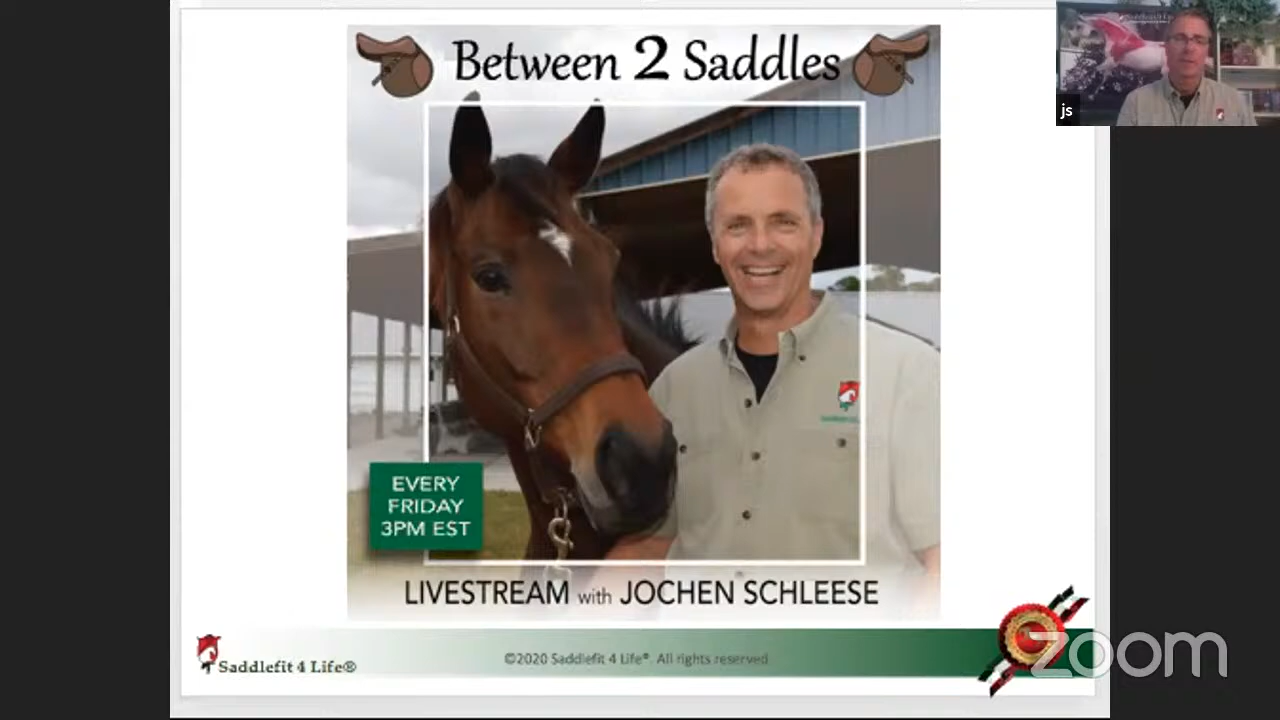 Between 2 Saddles
js
EVERY
FRIDAY
3PM EST
LIVESTREAM with JOCHEN SCHLEESE
Saddlefit 4 Life®
©2020 Saddlefit 4 Life®. All rights reserved
zoom